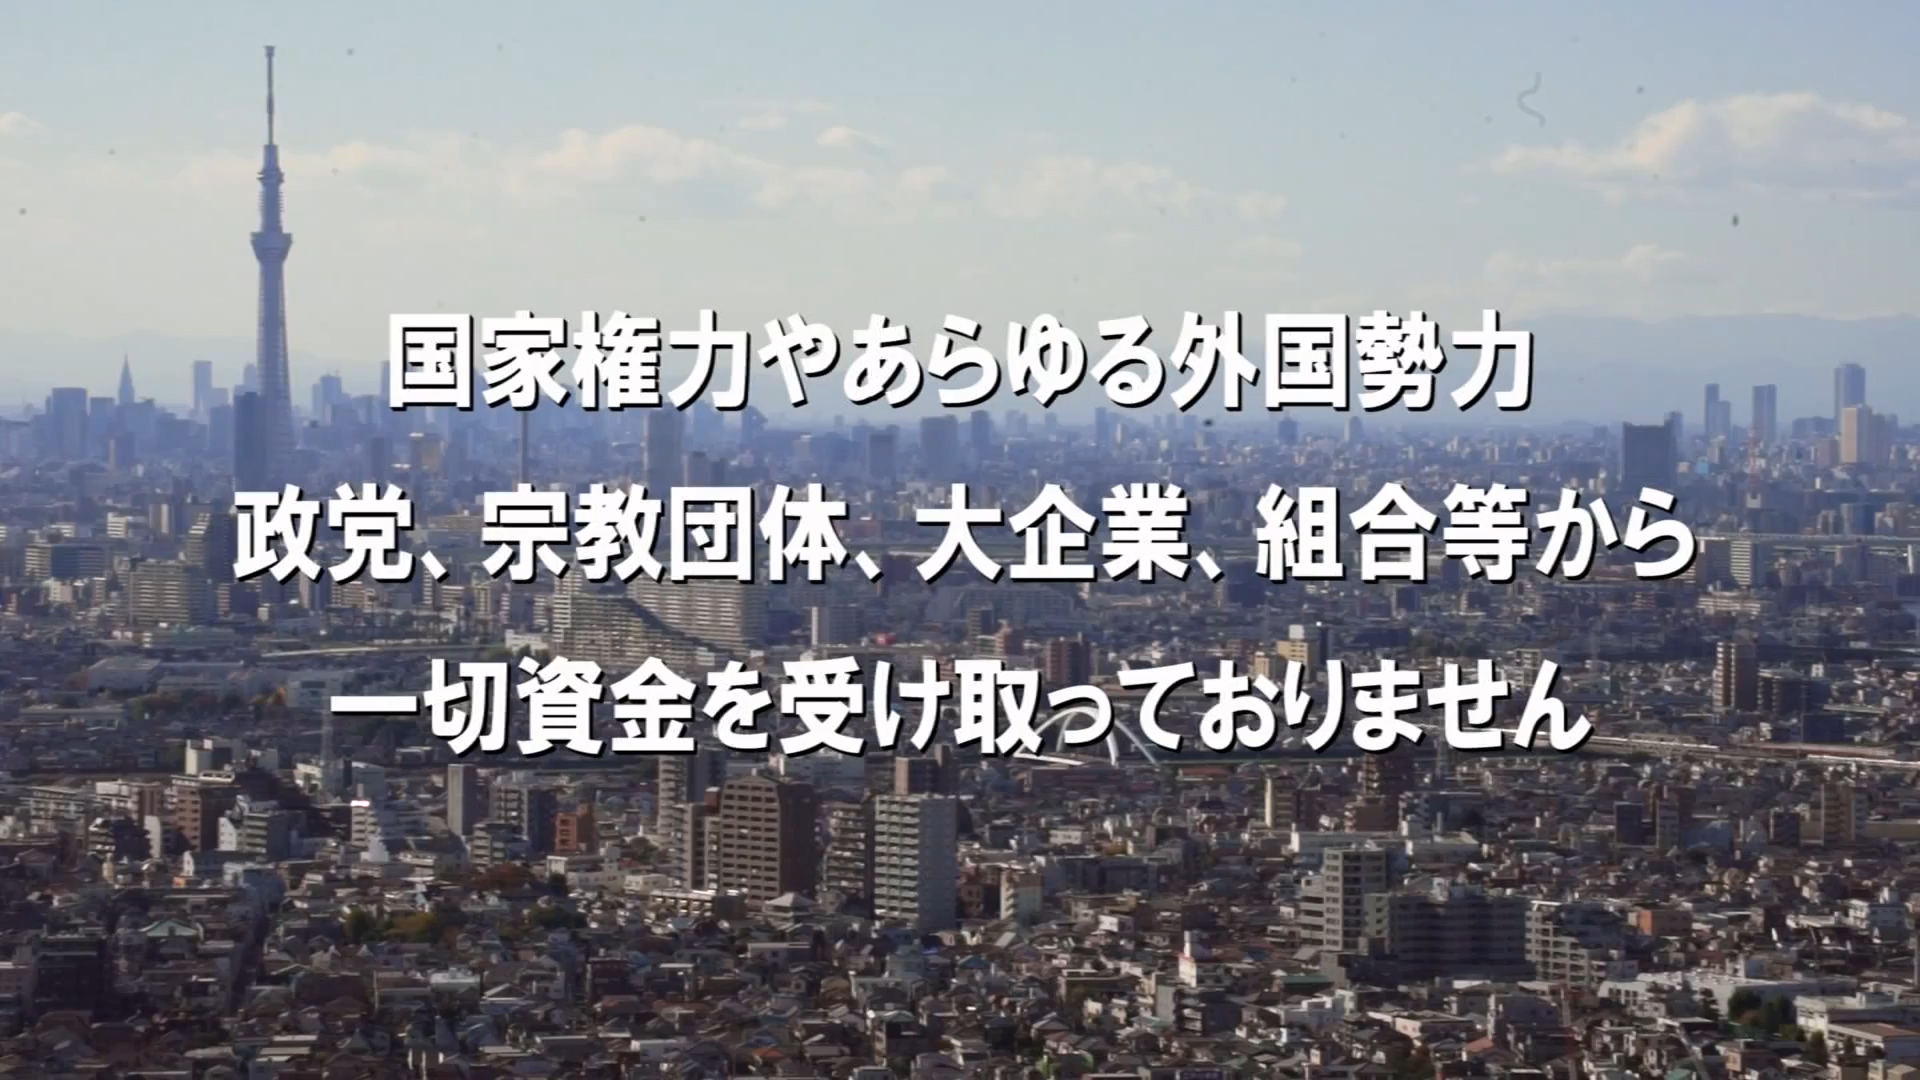 国家権力やあらゆる外国勢力
政党、宗教団体、大企業、組合等から
一切資金を受け取っておりません